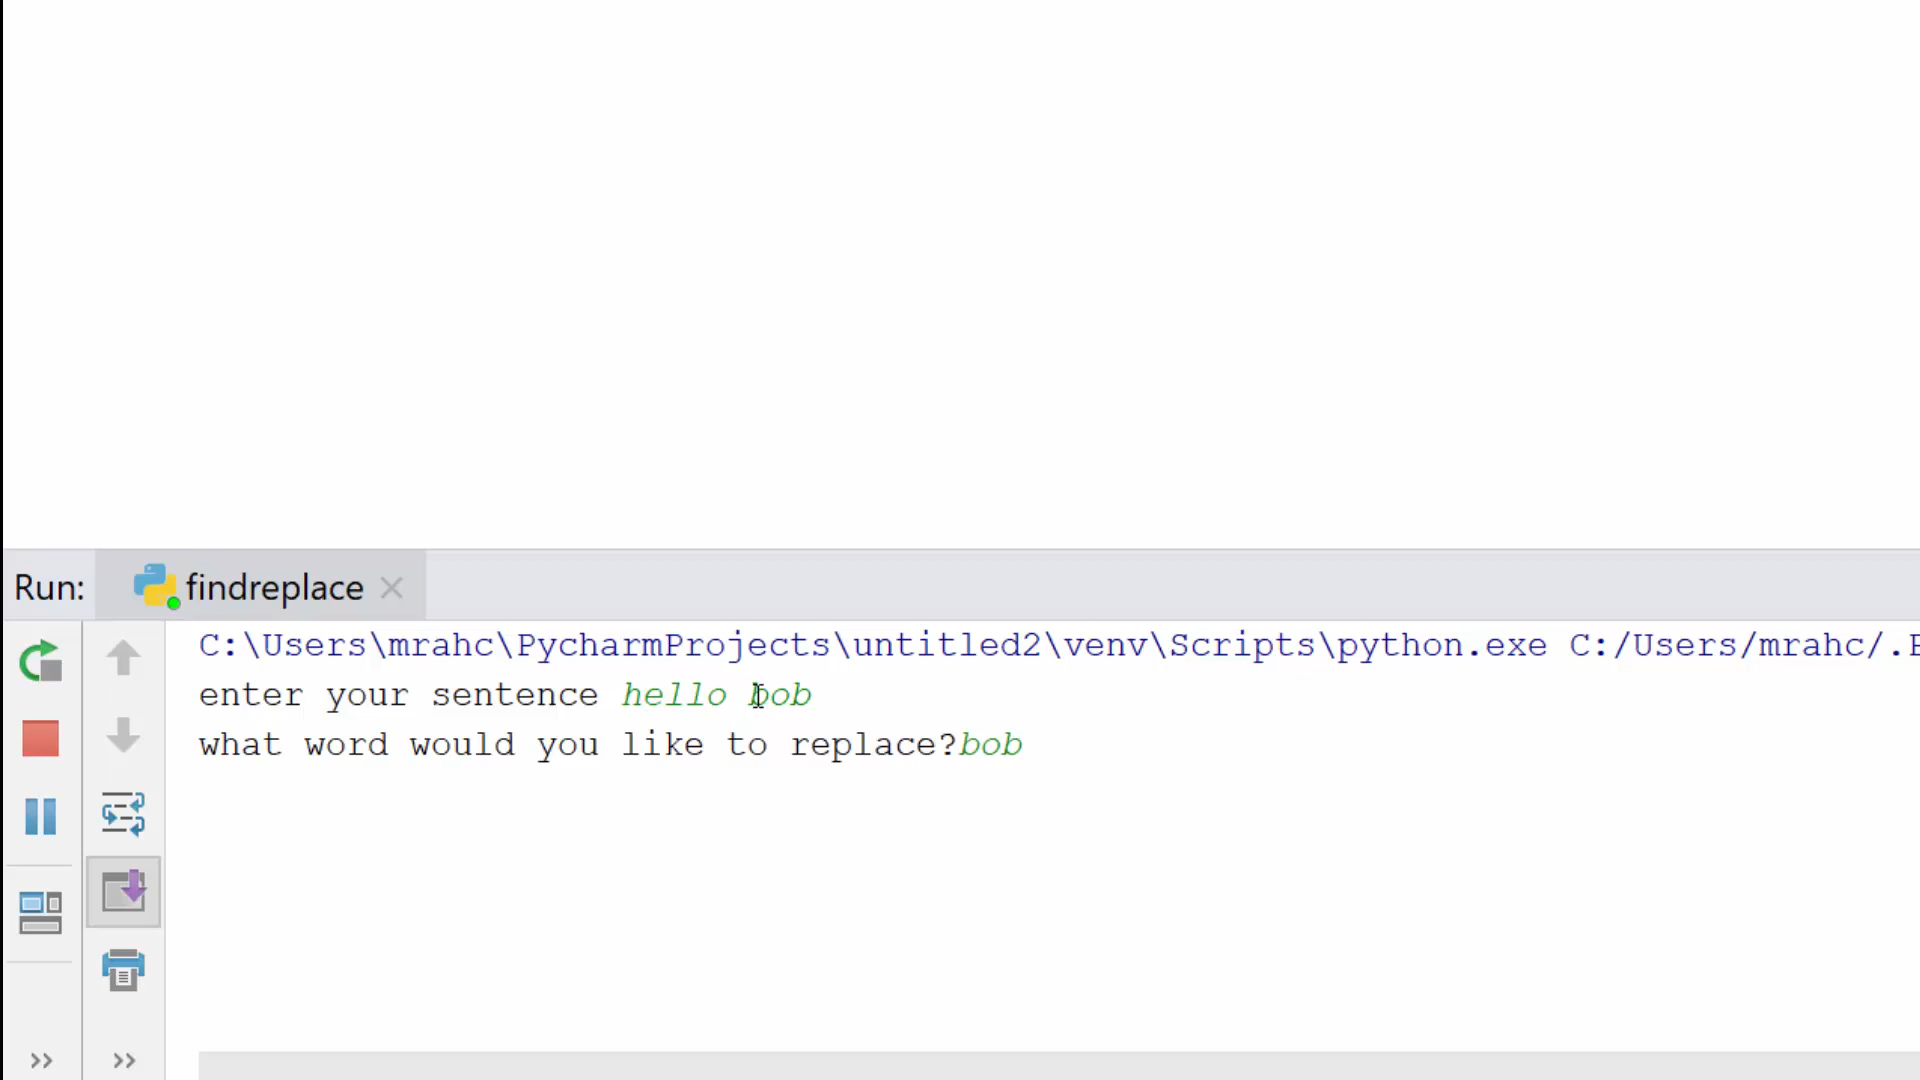 Run: findreplace
C:\Users\mrahc\PycharmProjects\untitled2\venv\Scripts\python.exe C:/Users/mrahc/.
enter your sentence hello bob
what word would you like to replace?bob